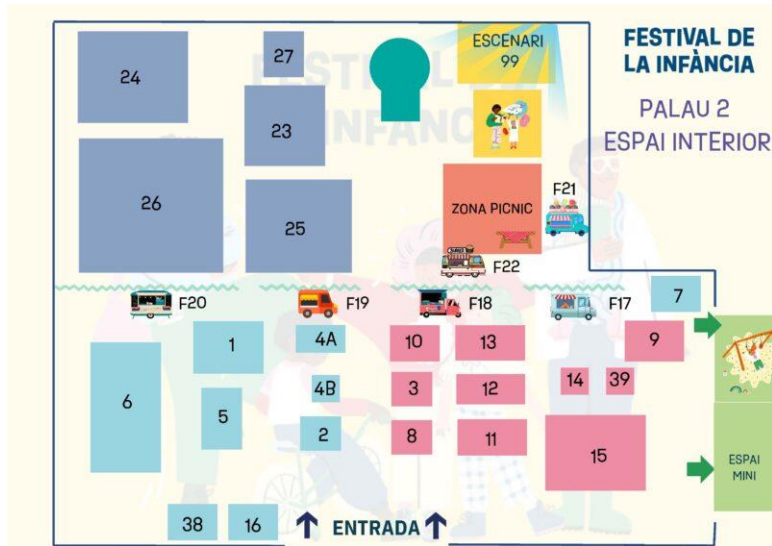 FESTIVAL DE
LA INFÀNCIA
PALAU 2
ESPAI INTERIOR
ESCENARI
99
27
24
23
26
25
ZONA PICNIC
F21
F22
F20
F19
F18
F17
7
1
4A
10
13
9
6
5
4B
3
12
14
39
2
8
11
15
ESPAI
MINI
38
16
ENTRADA
FESTIVAL DE